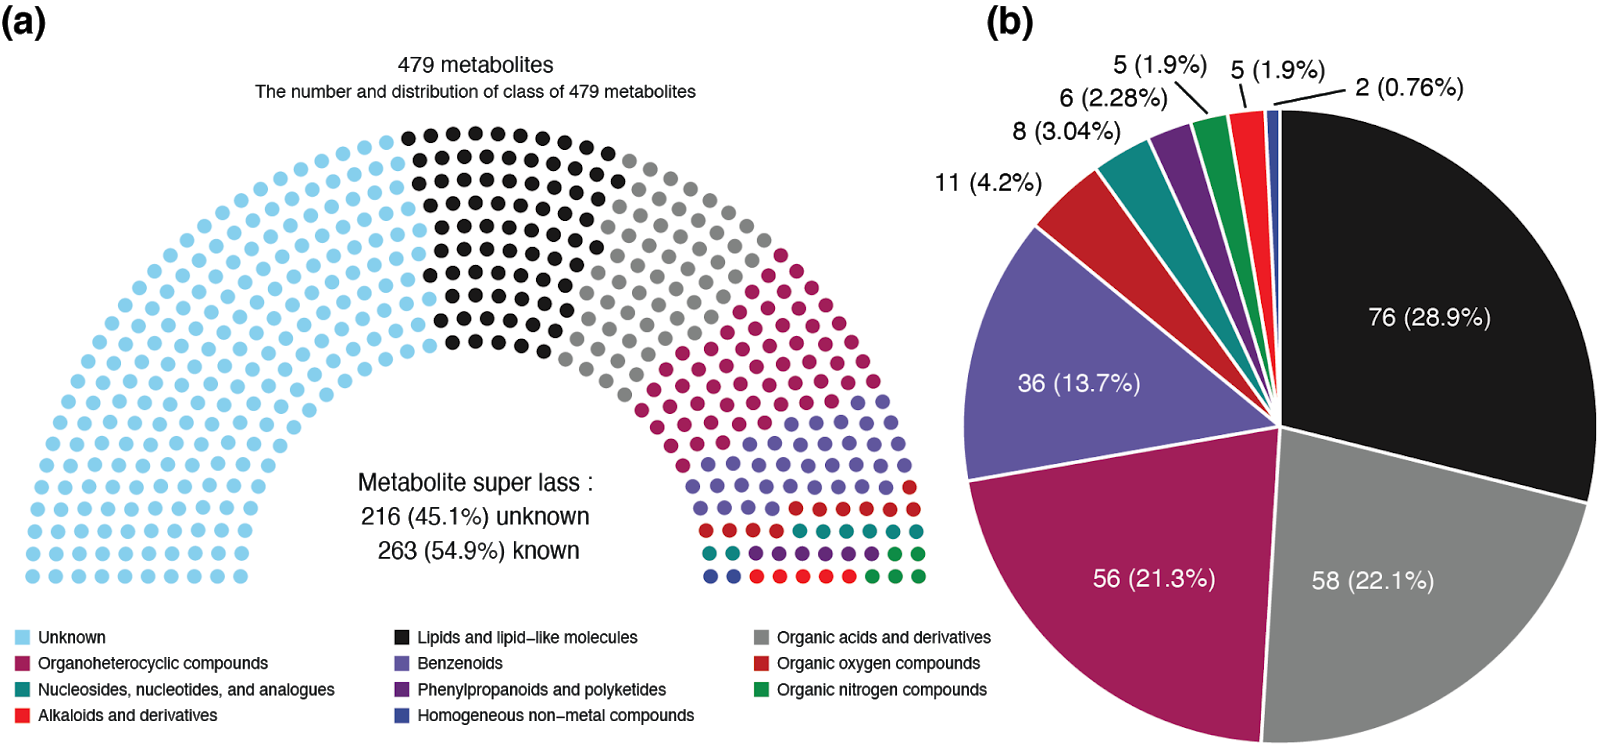 (a)
479 metabolites
The number and distribution of class of 479 metabolites
Metabolite super lass :
216 (45.1%) unknown
263 (54.9%) known
Unknown
Lipids and lipid–like molecules
Organic acids and derivatives
Organoheterocyclic compounds
Benzenoids
Organic oxygen compounds
Nucleosides, nucleotides, and analogues
Phenylpropanoids and polyketides
Organic nitrogen compounds
Alkaloids and derivatives
Homogeneous non–metal compounds
(b)
5 (1.9%)
5 (1.9%)
2 (0.76%)
6 (2.28%)
8 (3.04%)
11 (4.2%)
76 (28.9%)
36 (13.7%)
56 (21.3%)
58 (22.1%)